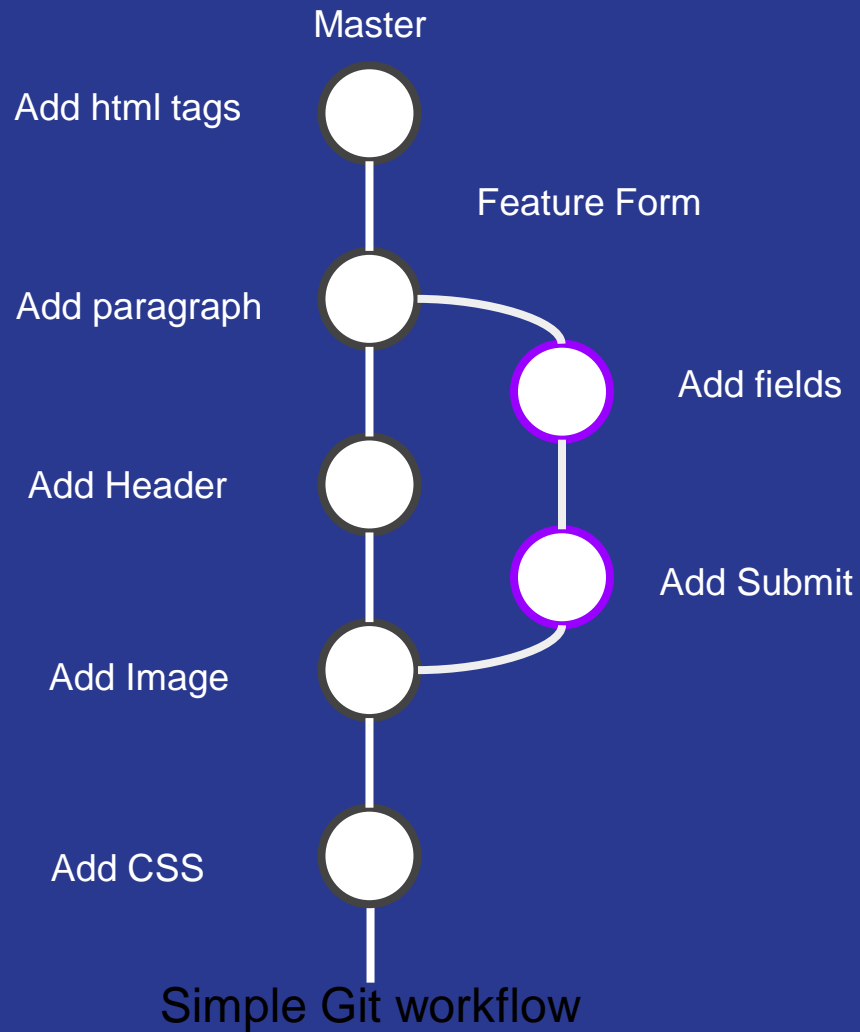 Master
Add html tags
Feature Form
Add paragraph
Add fields
Add Header
Add Submit
Add Image
Add CSS
Simple Git workflow